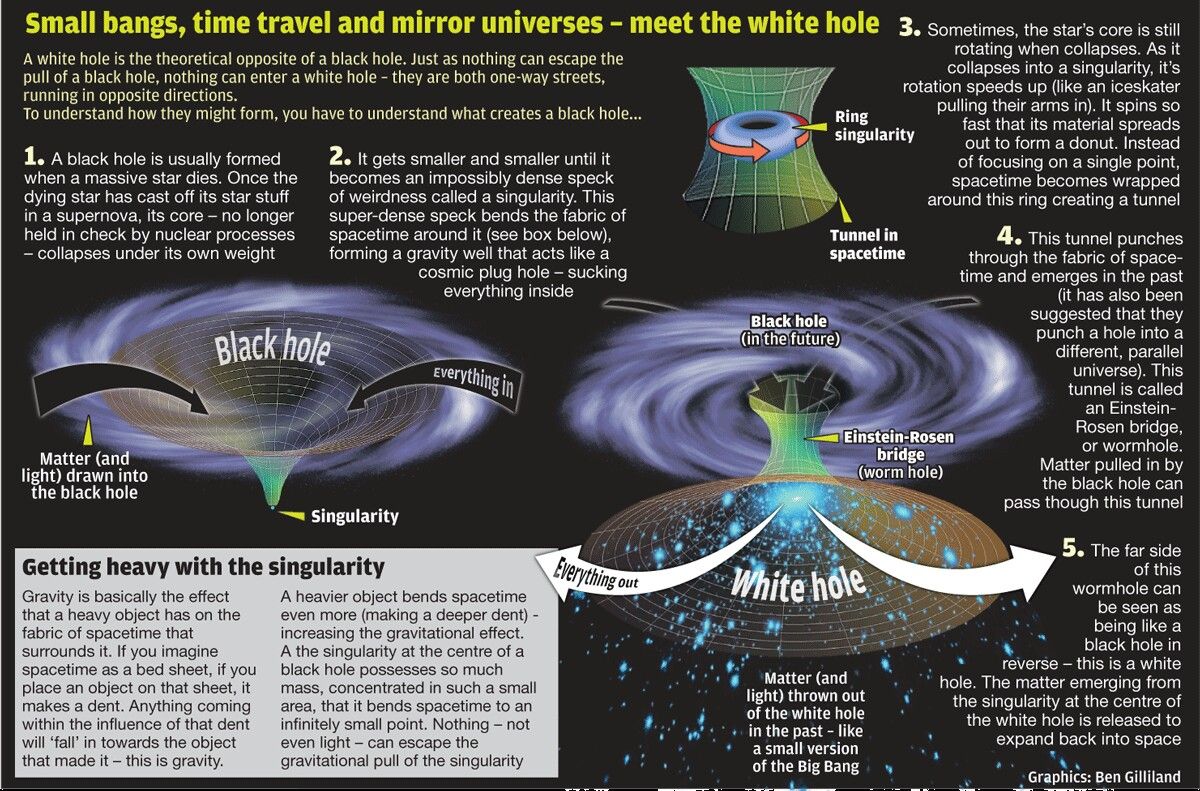 Small bangs, time travel and mirror universes – meet the white hole
A white hole is the theoretical opposite of a black hole. Just as nothing can escape the
pull of a black hole, nothing can enter a white hole – they are both one-way streets,
running in opposite directions.
To understand how they might form, you have to understand what creates a black hole...
1. A black hole is usually formed
when a massive star dies. Once the
dying star has cast off its star stuff
in a supernova, its core – no longer
held in check by nuclear processes
– collapses under its own weight
2. It gets smaller and smaller until it
becomes an impossibly dense speck
of weirdness called a singularity. This
super-dense speck bends the fabric of
spacetime around it (see box below),
forming a gravity well that acts like a
cosmic plug hole – sucking
everything inside
Ring
singularity
Tunnel in
spacetime
3. Sometimes, the star's core is still
rotating when collapses. As it
collapses into a singularity, it's
rotation speeds up (like an iceskater
pulling their arms in). It spins so
fast that its material spreads
out to form a donut. Instead
of focusing on a single point,
spacetime becomes wrapped
around this ring creating a tunnel
4. This tunnel punches
through the fabric of space-
time and emerges in the past
(it has also been
suggested that they
punch a hole into a
different, parallel
universe). This
tunnel is called
an Einstein-
Rosen bridge,
or wormhole.
Matter pulled in by
the black hole can
pass though this tunnel
Black hole
Everything in
Matter (and
light) drawn into
the black hole
Singularity
Black hole
(in the future)
Einstein-Rosen
bridge
(worm hole)
Everything out
White hole
Matter (and
light) thrown out
of the white hole
in the past – like
a small version
of the Big Bang
5. The far side
of this
wormhole can
be seen as
being like a
black hole in
reverse – this is a white
hole. The matter emerging from
the singularity at the centre of
the white hole is released to
expand back into space
Getting heavy with the singularity
Gravity is basically the effect
that a heavy object has on the
fabric of spacetime that
surrounds it. If you imagine
spacetime as a bed sheet, if you
place an object on that sheet, it
makes a dent. Anything coming
within the influence of that dent
will 'fall' in towards the object
that made it – this is gravity.
A heavier object bends spacetime
even more (making a deeper dent) -
increasing the gravitational effect.
A the singularity at the centre of a
black hole possesses so much
mass, concentrated in such a small
area, that it bends spacetime to an
infinitely small point. Nothing – not
even light – can escape the
gravitational pull of the singularity
Graphics: Ben Gilliland